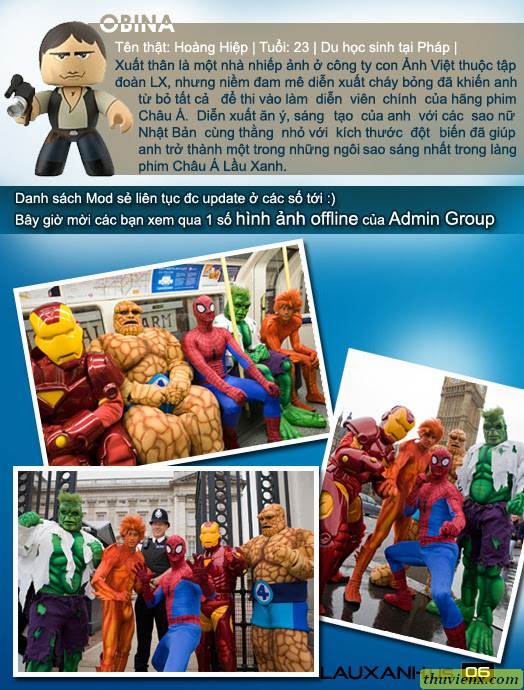 OBINA
Tên thật: Hoàng Hiệp | Tuổi: 23 | Du học sinh tại Pháp |
Xuất thân là một nhà nhiếp ảnh ở công ty con Ảnh Việt thuộc tập
đoàn LX, nhưng niềm đam mê diễn xuất cháy bỏng đã khiến anh
từ bỏ tất cả để thi vào làm diễn viên chính của hãng phim
Châu Á. Diễn xuất ăn ý, sáng tạo của anh với các sao nữ
Nhật Bản cùng thằng nhỏ với kích thước đột biến đã giúp
anh trở thành một trong những ngôi sao sáng nhất trong làng
phim Châu Á Lầu Xanh.
Danh sách Mod sẻ liên tục đc update ở các số tới :)
Bây giờ mời các bạn xem qua 1 số hình ảnh offline của Admin Group
ARM
4
06
thuvienx.com